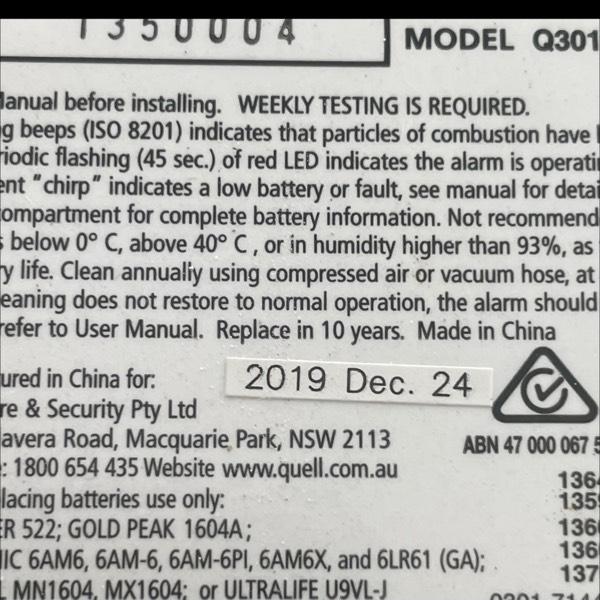 1350004
MODEL Q301
Manual before installing. WEEKLY TESTING IS REQUIRED.
g beeps (ISO 8201) indicates that particles of combustion have
riodic flashing (45 sec.) of red LED indicates the alarm is operati
ent "chirp" indicates a low battery or fault, see manual for detai
ompartment for complete battery information. Not recommend
s below 0° C, above 40° C , or in humidity higher than 93%, as
ry life. Clean annually using compressed air or vacuum hose, at
eaning does not restore to normal operation, the alarm should
refer to User Manual. Replace in 10 years. Made in China
ured in China for:
2019 Dec. 24
re & Security Pty Ltd
avera Road, Macquarie Park, NSW 2113
ABN 47 000 067 5
: 1800 654 435 Website www.quell.com.au
lacing batteries use only:
ER 522; GOLD PEAK 1604A;
IC 6AM6, 6AM-6, 6AM-6PI, 6AM6X, and 6LR61 (GA);
L MN1604, MX1604; or ULTRALIFE U9VL-J
1364
1359
1360
1360
137